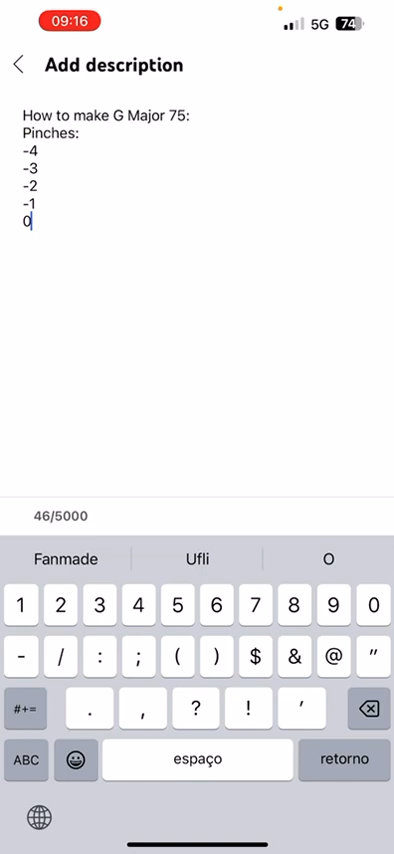 09:16
5G 74
Add description
How to make G Major 75:
Pinches:
-4
-3
-2
-1
0
46/5000
Fanmade Ufli O
1 2 3 4 5 6 7 8 9 0
- / : ; ( ) $ & @ "
#+= . , ? ! '
ABC espaço retorno